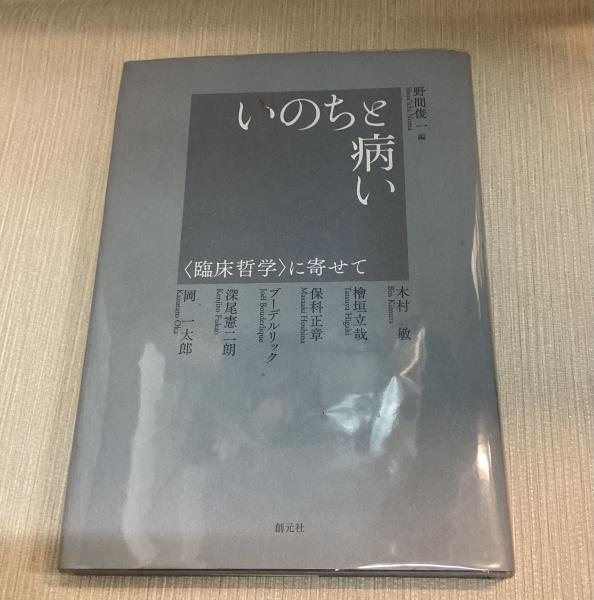 野間俊一 編
Shun'ichi Noma
いのちと
病い
〈臨床哲学〉に寄せて
木村 敏
Bin Kimura
檜垣立哉
Tatsuya Higaki
保科正章
Masaaki Hoshina
ブーデルリック
Joël Bouderlique
深尾憲二朗
Kenjiro Fukao
岡 一太郎
Kazutaro Oka
創元社